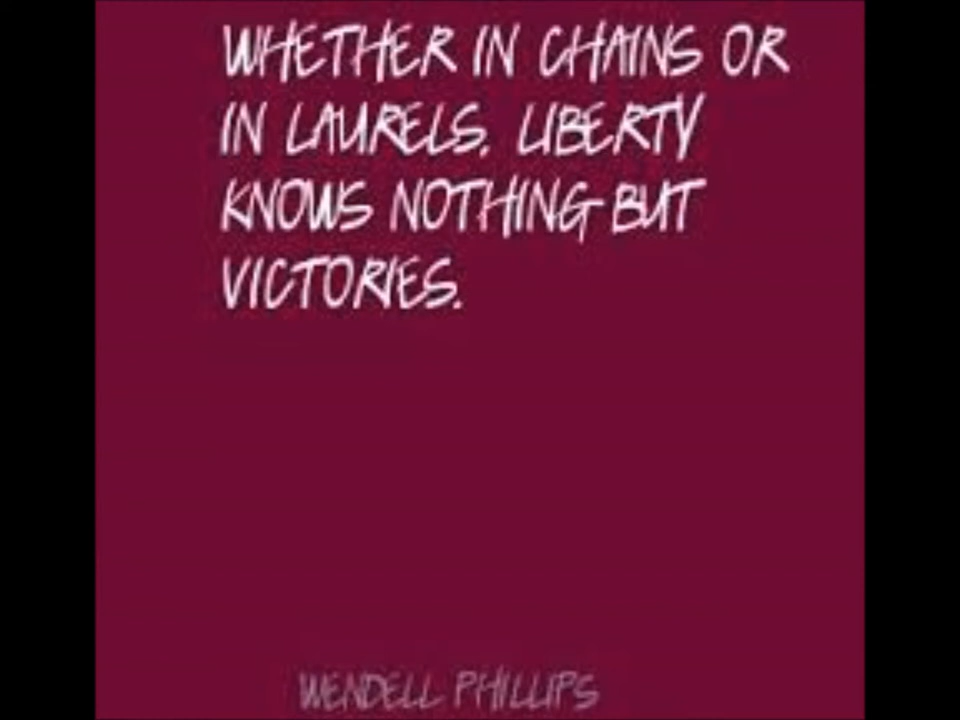 WHETHER IN CHAINS OR
IN LAURELS, LIBERTY
KNOWS NOTHING BUT
VICTORIES.
WENDELL PHILLIPS